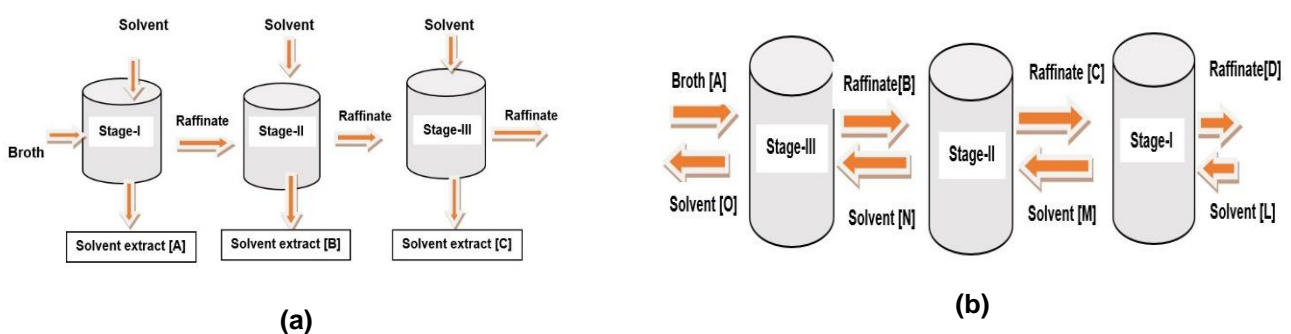 Solvent
Solvent
Solvent
Stage-I
Raffinate
Stage-II
Raffinate
Stage-III
Raffinate
Broth
Solvent extract [A]
Solvent extract [B]
Solvent extract [C]
(a)
Broth [A]
Raffinate[B]
Raffinate [C]
Raffinate[D]
Stage-III
Stage-II
Stage-I
Solvent [O]
Solvent [N]
Solvent [M]
Solvent [L]
(b)